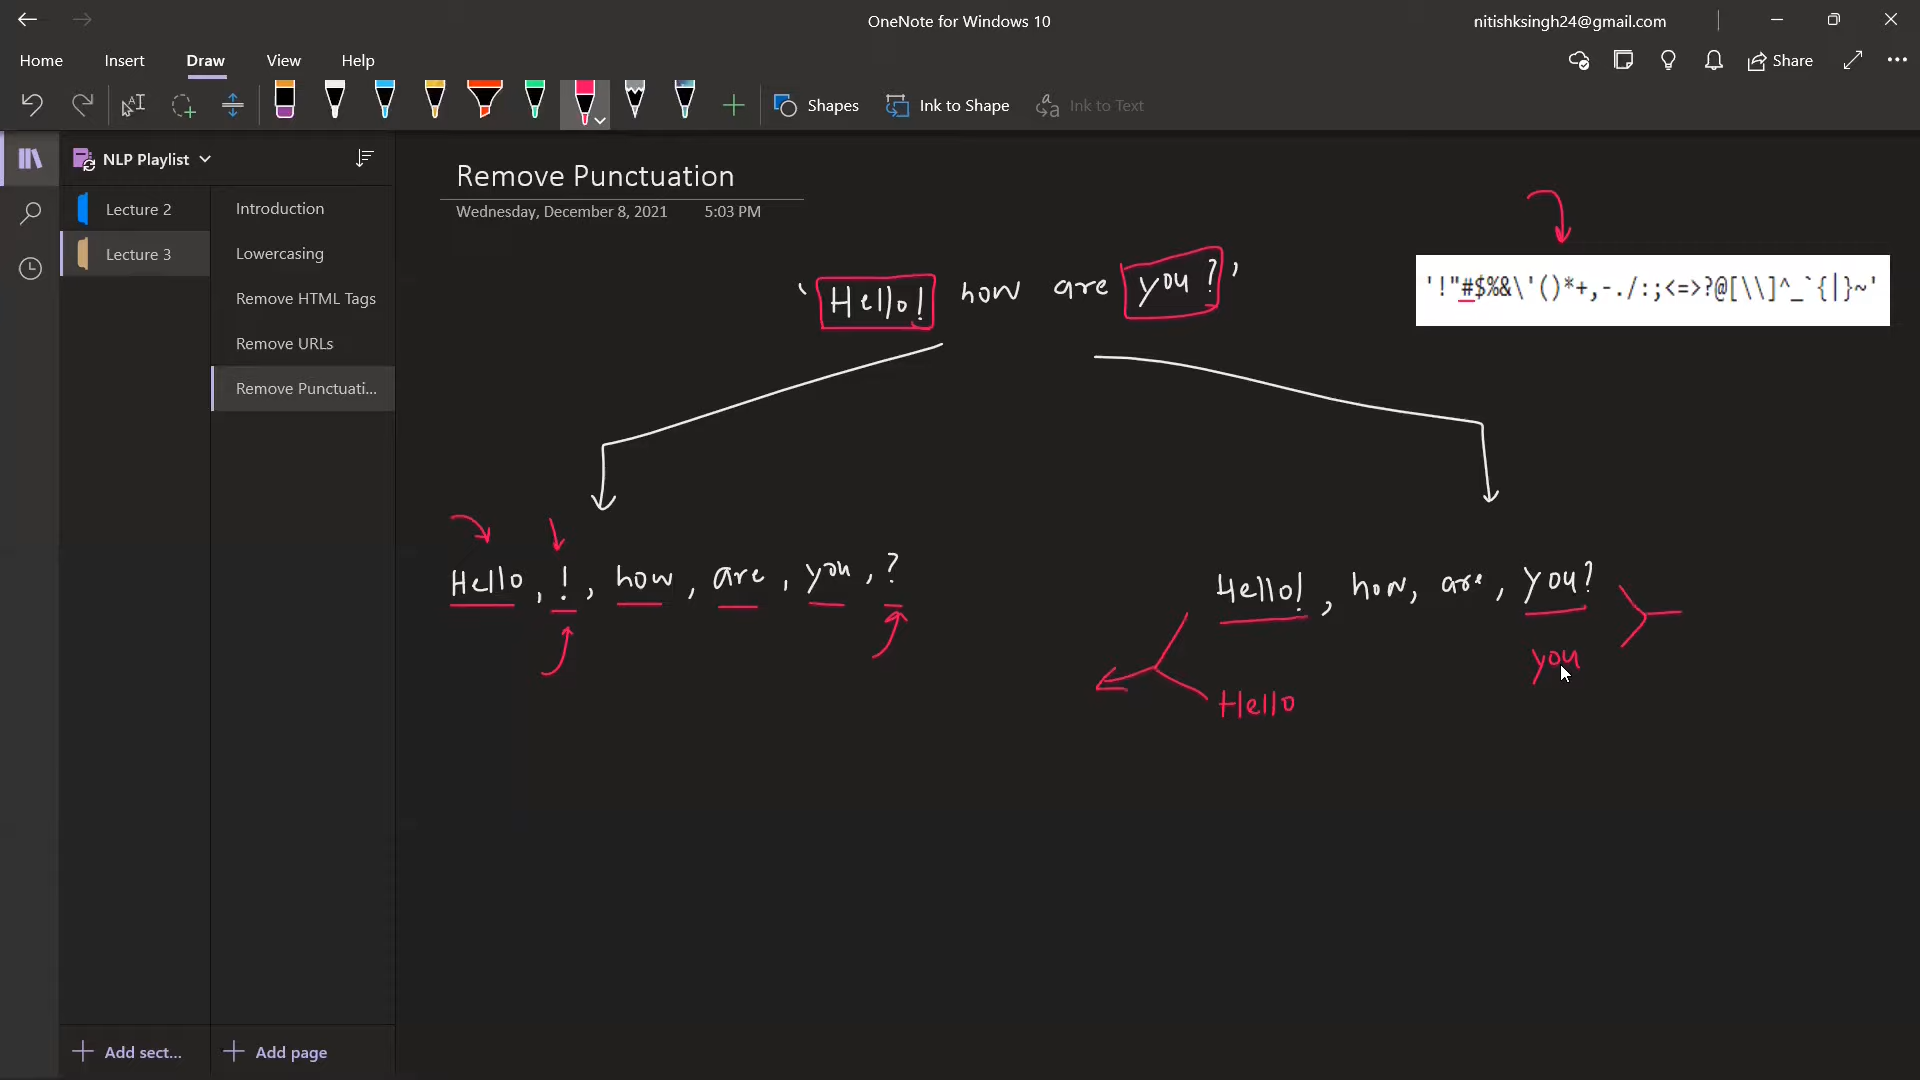 OneNote for Windows 10
nitishksingh24@gmail.com
Home Insert Draw View Help
Share
Shapes Ink to Shape Ink to Text
NLP Playlist
Lecture 2
Lecture 3
Introduction
Lowercasing
Remove HTML Tags
Remove URLs
Remove Punctuati...
Remove Punctuation
Wednesday, December 8, 2021 5:03 PM
'!"#$%&\'()*+,-./:;<=>?@[\\]^_`{|}~'
'Hello! how are you?'
Hello, !, how, are, you, ?
Hello!, how, are, you?
you
Hello
Add sect...
Add page